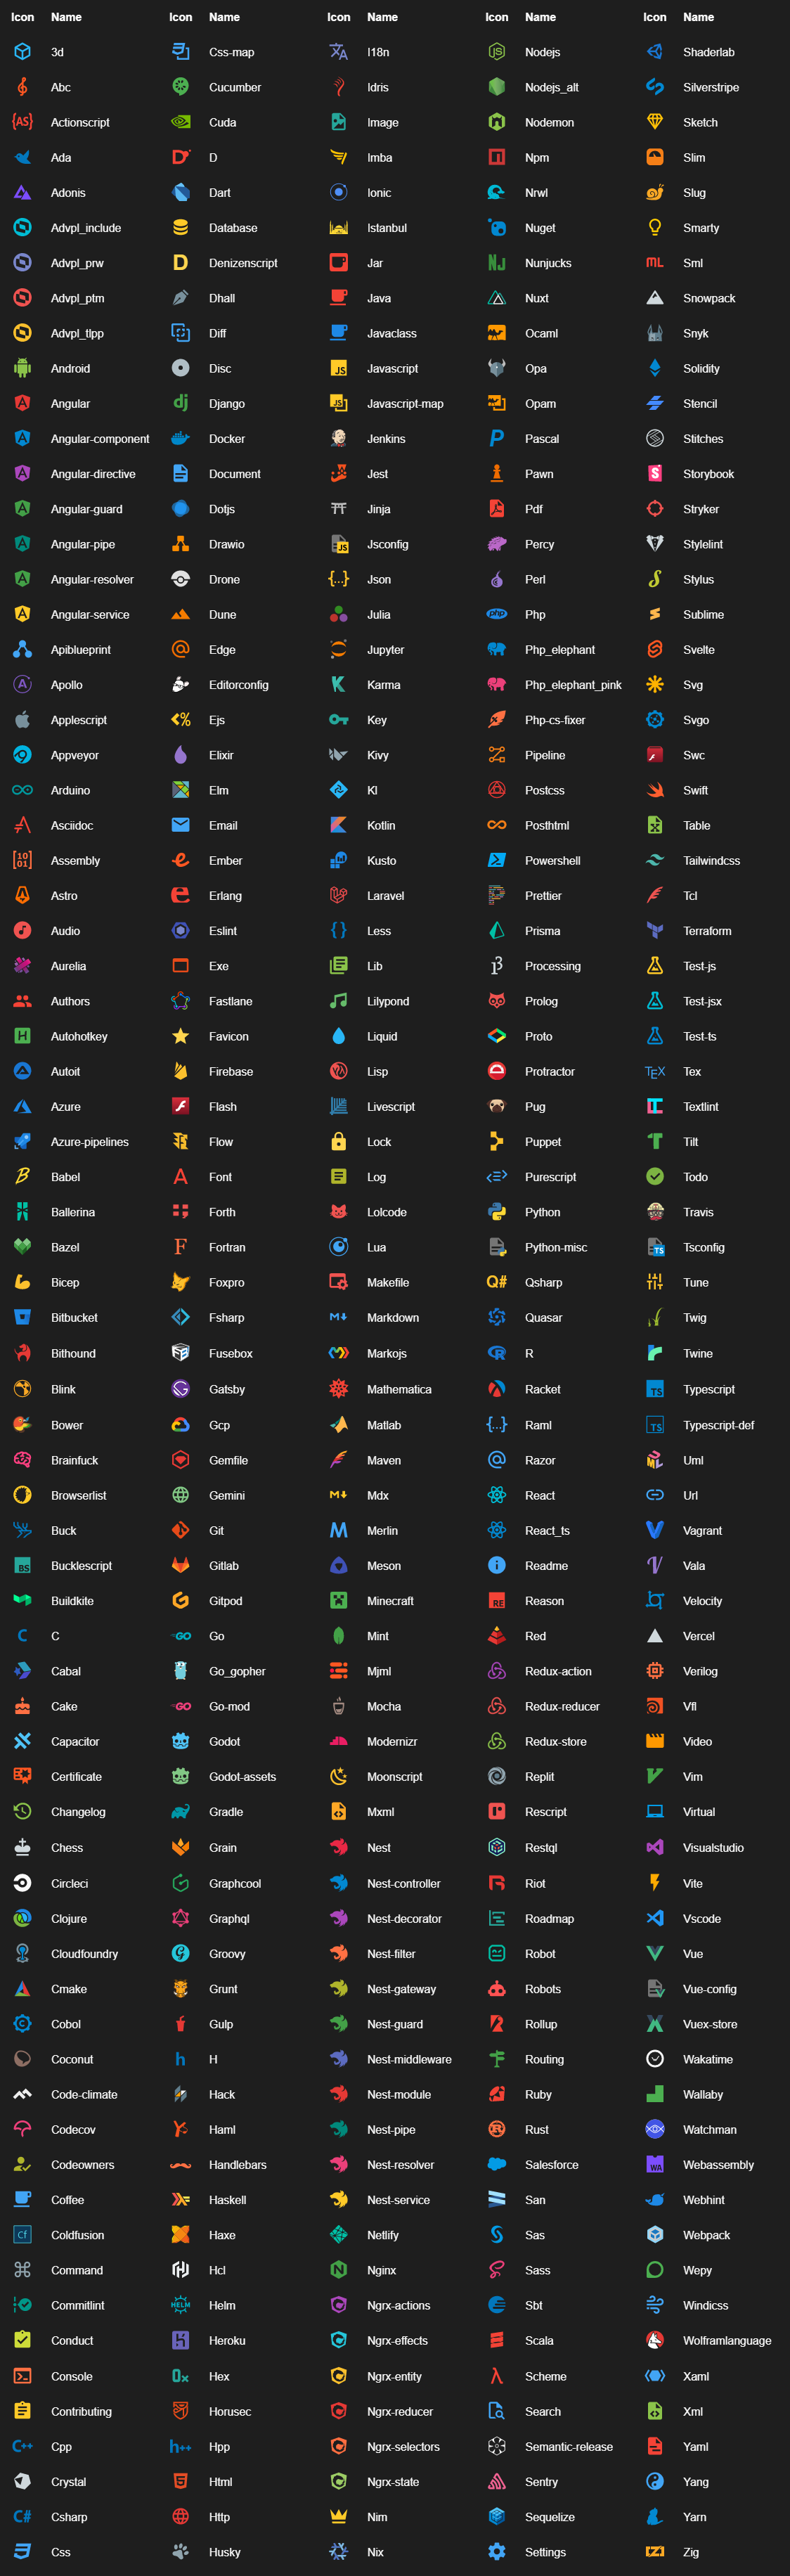 Icon Name Icon Name Icon Name Icon Name Icon Name
3d Css-map I18n Nodejs Shaderlab
Abc Cucumber Idris Nodejs_alt Silverstripe
Actionscript Cuda Image Nodemon Sketch
Ada D Imba Npm Slim
Adonis Dart Ionic Nrwl Slug
Advpl_include Database Istanbul Nuget Smarty
Advpl_prw Denizenscript Jar Nunjucks Sml
Advpl_ptm Dhall Java Nuxt Snowpack
Advpl_tlpp Diff Javaclass Ocaml Snyk
Android Disc Javascript Opa Solidity
Angular Django Javascript-map Opam Stencil
Angular-component Docker Jenkins Pascal Stitches
Angular-directive Document Jest Pawn Storybook
Angular-guard Dotjs Jinja Pdf Stryker
Angular-pipe Drawio Jsconfig Percy Stylelint
Angular-resolver Drone Json Perl Stylus
Angular-service Dune Julia Php Sublime
Apiblueprint Edge Jupyter Php_elephant Svelte
Apollo Editorconfig Karma Php_elephant_pink Svg
Applescript Ejs Key Php-cs-fixer Svgo
Appveyor Elixir Kivy Pipeline Swc
Arduino Elm Kl Postcss Swift
Asciidoc Email Kotlin Posthtml Table
Assembly Ember Kusto Powershell Tailwindcss
Astro Erlang Laravel Prettier Tcl
Audio Eslint Less Prisma Terraform
Aurelia Exe Lib Processing Test-js
Authors Fastlane Lilypond Prolog Test-jsx
Autohotkey Favicon Liquid Proto Test-ts
Autoit Firebase Lisp Protractor Tex
Azure Flash Livescript Pug Textlint
Azure-pipelines Flow Lock Puppet Tilt
Babel Font Log Purescript Todo
Ballerina Forth Lolcode Python Travis
Bazel Fortran Lua Python-misc Tsconfig
Bicep Foxpro Makefile Qsharp Tune
Bitbucket Fsharp Markdown Quasar Twig
Bithound Fusebox Markojs R Twine
Blink Gatsby Mathematica Racket Typescript
Bower Gcp Matlab Raml Typescript-def
Brainfuck Gemfile Maven Razor Uml
Browserlist Gemini Mdx React Url
Buck Git Merlin React_ts Vagrant
Bucklescript Gitlab Meson Readme Vala
Buildkite Gitpod Minecraft Reason Velocity
C Go Mint Red Vercel
Cabal Go_gopher Mjml Redux-action Verilog
Cake Go-mod Mocha Redux-reducer Vfl
Capacitor Godot Modernizr Redux-store Video
Certificate Godot-assets Moonscript Replit Vim
Changelog Gradle Mxml Rescript Virtual
Chess Grain Nest Restql Visualstudio
Circleci Graphcool Nest-controller Riot Vite
Clojure Graphql Nest-decorator Roadmap Vscode
Cloudfoundry Groovy Nest-filter Robot Vue
Cmake Grunt Nest-gateway Robots Vue-config
Cobol Gulp Nest-guard Rollup Vuex-store
Coconut H Nest-middleware Routing Wakatime
Code-climate Hack Nest-module Ruby Wallaby
Codecov Haml Nest-pipe Rust Watchman
Codeowners Handlebars Nest-resolver Salesforce Webassembly
Coffee Haskell Nest-service San Webhint
Coldfusion Haxe Netlify Sas Webpack
Command Hcl Nginx Sass Wepy
Commitlint Helm Ngrx-actions Sbt Windicss
Conduct Heroku Ngrx-effects Scala Wolframlanguage
Console Hex Ngrx-entity Scheme Xaml
Contributing Horusec Ngrx-reducer Search Xml
Cpp Hpp Ngrx-selectors Semantic-release Yaml
Crystal Html Ngrx-state Sentry Yang
Csharp Http Nim Sequelize Yarn
Css Husky Nix Settings Zig